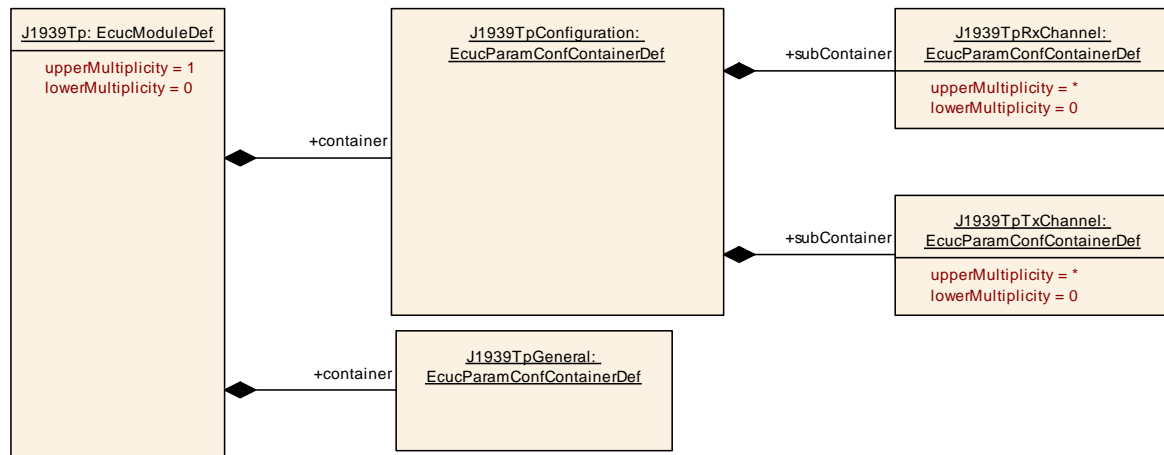 J1939Tp: EcucModuleDef
upperMultiplicity = 1
lowerMultiplicity = 0
+container
J1939TpConfiguration:
EcucParamConfContainerDef
+subContainer
J1939TpRxChannel:
EcucParamConfContainerDef
upperMultiplicity = *
lowerMultiplicity = 0
+subContainer
J1939TpTxChannel:
EcucParamConfContainerDef
upperMultiplicity = *
lowerMultiplicity = 0
+container
J1939TpGeneral:
EcucParamConfContainerDef